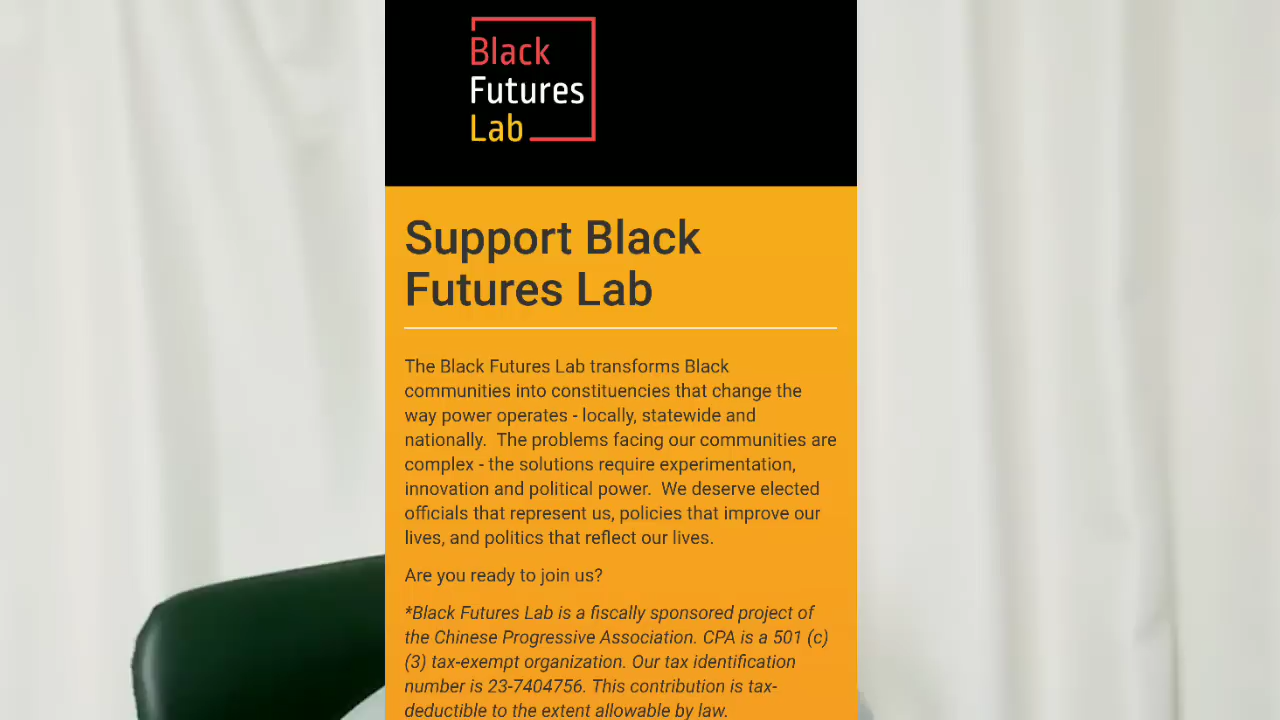 Black
Futures
Lab
Support Black
Futures Lab
The Black Futures Lab transforms Black
communities into constituencies that change the
way power operates - locally, statewide and
nationally.  The problems facing our communities are
complex - the solutions require experimentation,
innovation and political power.  We deserve elected
officials that represent us, policies that improve our
lives, and politics that reflect our lives.
Are you ready to join us?
*Black Futures Lab is a fiscally sponsored project of
the Chinese Progressive Association. CPA is a 501 (c)
(3) tax-exempt organization. Our tax identification
number is 23-7404756. This contribution is tax-
deductible to the extent allowable by law.